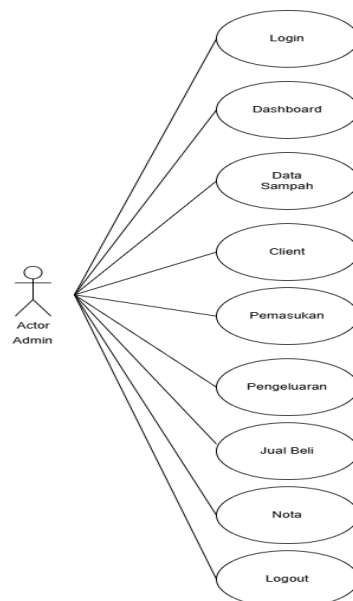 Login
Dashboard
Data
Sampah
Client
Actor
Admin
Pemasukan
Pengeluaran
Jual Beli
Nota
Logout